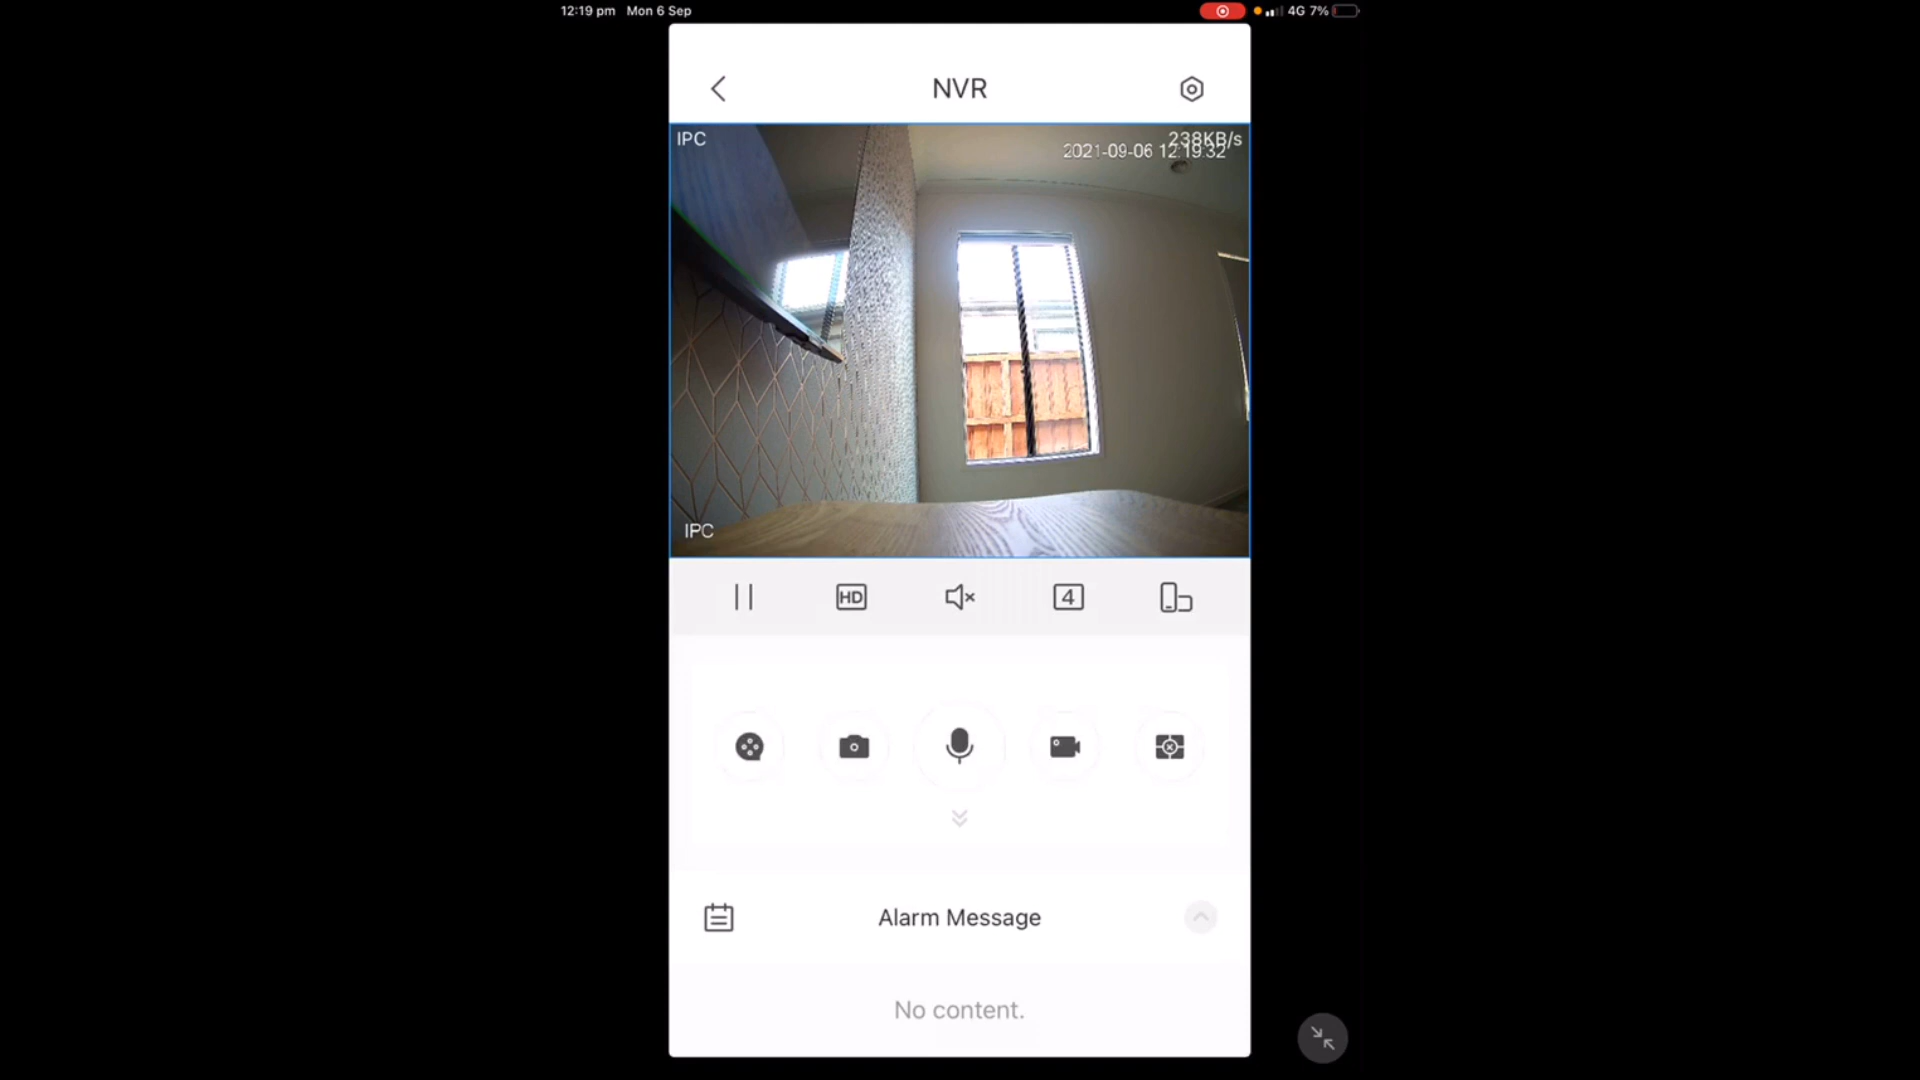 12:19 pm Mon 6 Sep
4G 7%
NVR
IPC
238KB/s
2021-09-06 12:19:32
IPC
HD
4
Alarm Message
No content.